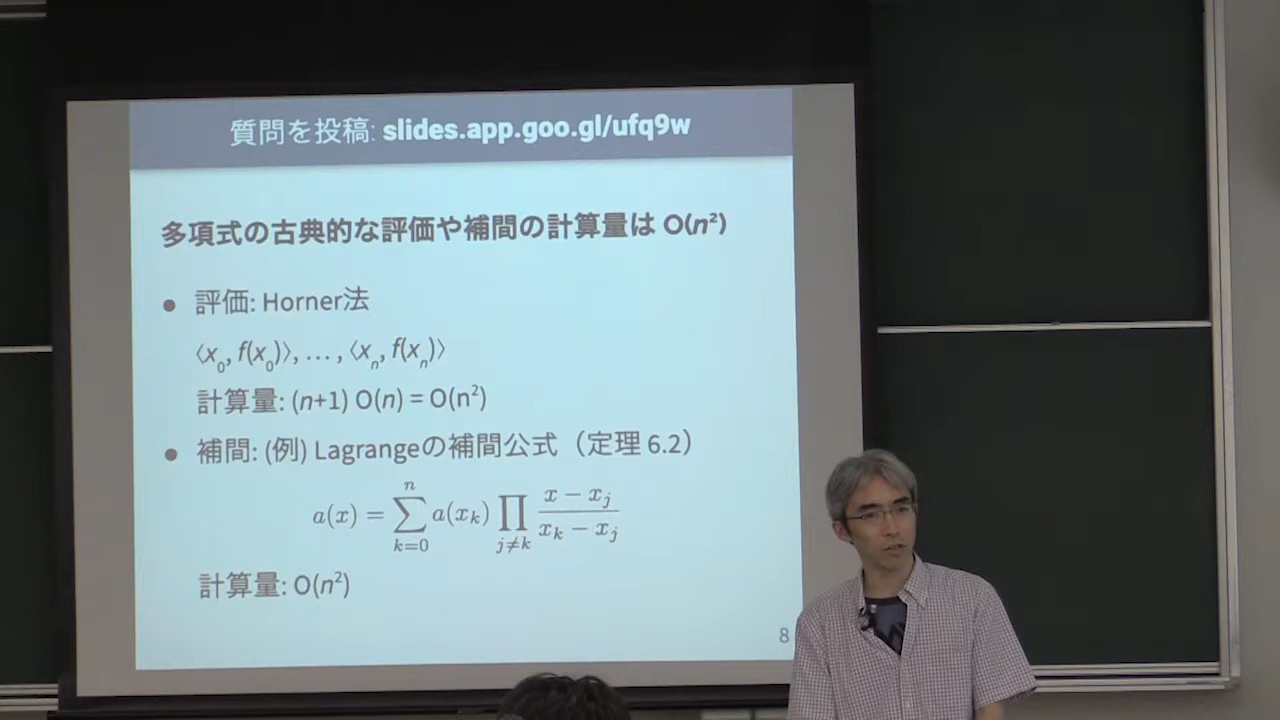 質問を投稿: slides.app.goo.gl/ufq9w
多項式の古典的な評価や補間の計算量は O(n²)
● 評価: Horner法
⟨x₀, f(x₀)⟩, … , ⟨xₙ, f(xₙ)⟩
計算量: (n+1) O(n) = O(n²)
● 補間: (例) Lagrangeの補間公式（定理 6.2）
a(x) = ∑_{k=0}^{n} a(x_k) ∏_{j≠k} \frac{x − x_j}{x_k − x_j}
計算量: O(n²)
8